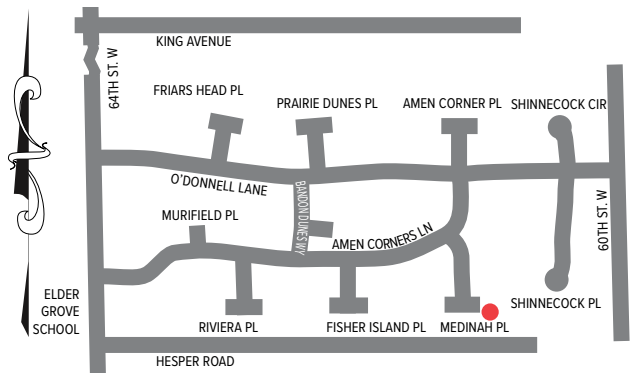 KING AVENUE
64TH ST. W
FRIARS HEAD PL
PRAIRIE DUNES PL
AMEN CORNER PL
SHINNECOCK CIR
O'DONNELL LANE
BANDON DUNES WY
MURIFIELD PL
AMEN CORNERS LN
60TH ST. W
ELDER
GROVE
SCHOOL
RIVIERA PL
FISHER ISLAND PL
MEDINAH PL
SHINNECOCK PL
HESPER ROAD